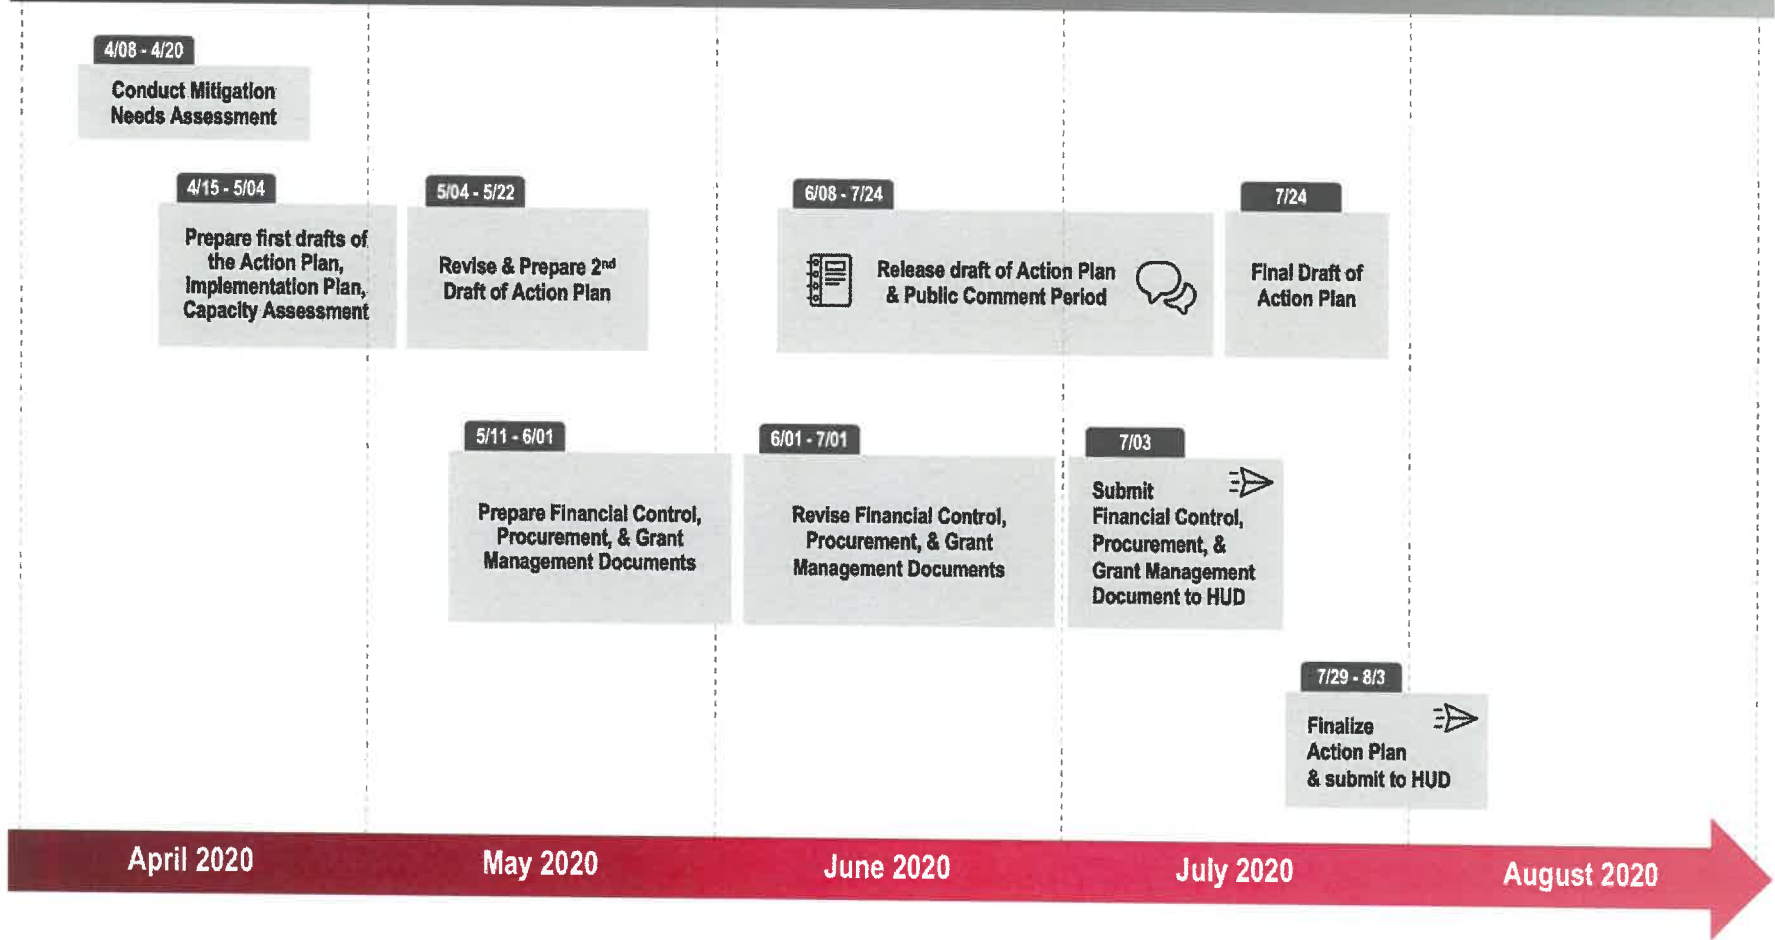 4/08 - 4/20
Conduct Mitigation
Needs Assessment
4/15 - 5/04
Prepare first drafts of
the Action Plan,
Implementation Plan,
Capacity Assessment
5/04 - 5/22
Revise & Prepare 2nd
Draft of Action Plan
6/08 - 7/24
Release draft of Action Plan
& Public Comment Period
7/24
Final Draft of
Action Plan
5/11 - 6/01
Prepare Financial Control,
Procurement, & Grant
Management Documents
6/01 - 7/01
Revise Financial Control,
Procurement, & Grant
Management Documents
7/03
Submit
Financial Control,
Procurement, &
Grant Management
Document to HUD
7/29 - 8/3
Finalize
Action Plan
& submit to HUD
April 2020
May 2020
June 2020
July 2020
August 2020